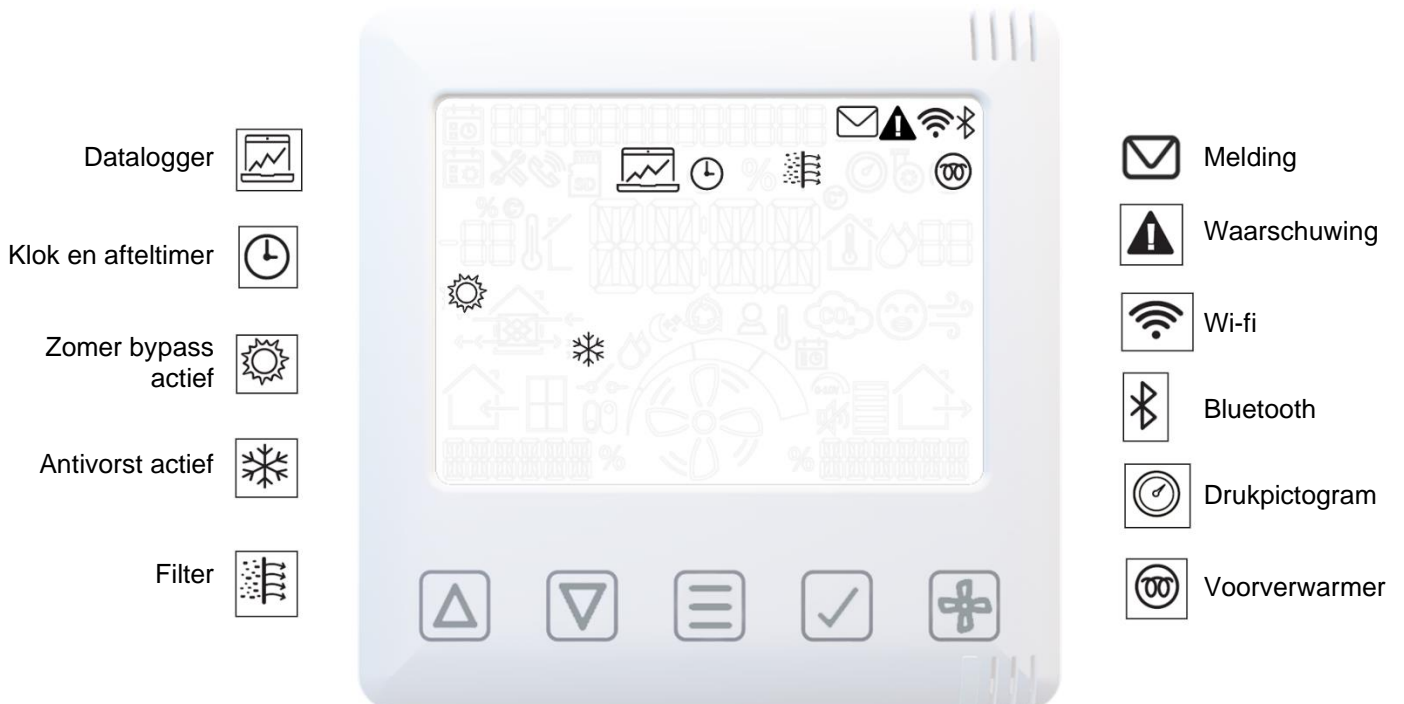 Datalogger
Klok en afteltimer
Zomer bypass
actief
Antivorst actief
Filter
Melding
Waarschuwing
Wi-fi
Bluetooth
Drukpictogram
Voorverwarmer